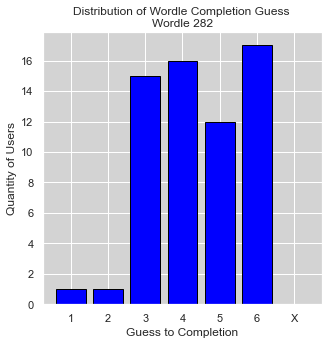 Distribution of Wordle Completion Guess
Wordle 282
Quantity of Users
16
14
12
10
8
6
4
2
0
1 2 3 4 5 6 X
Guess to Completion